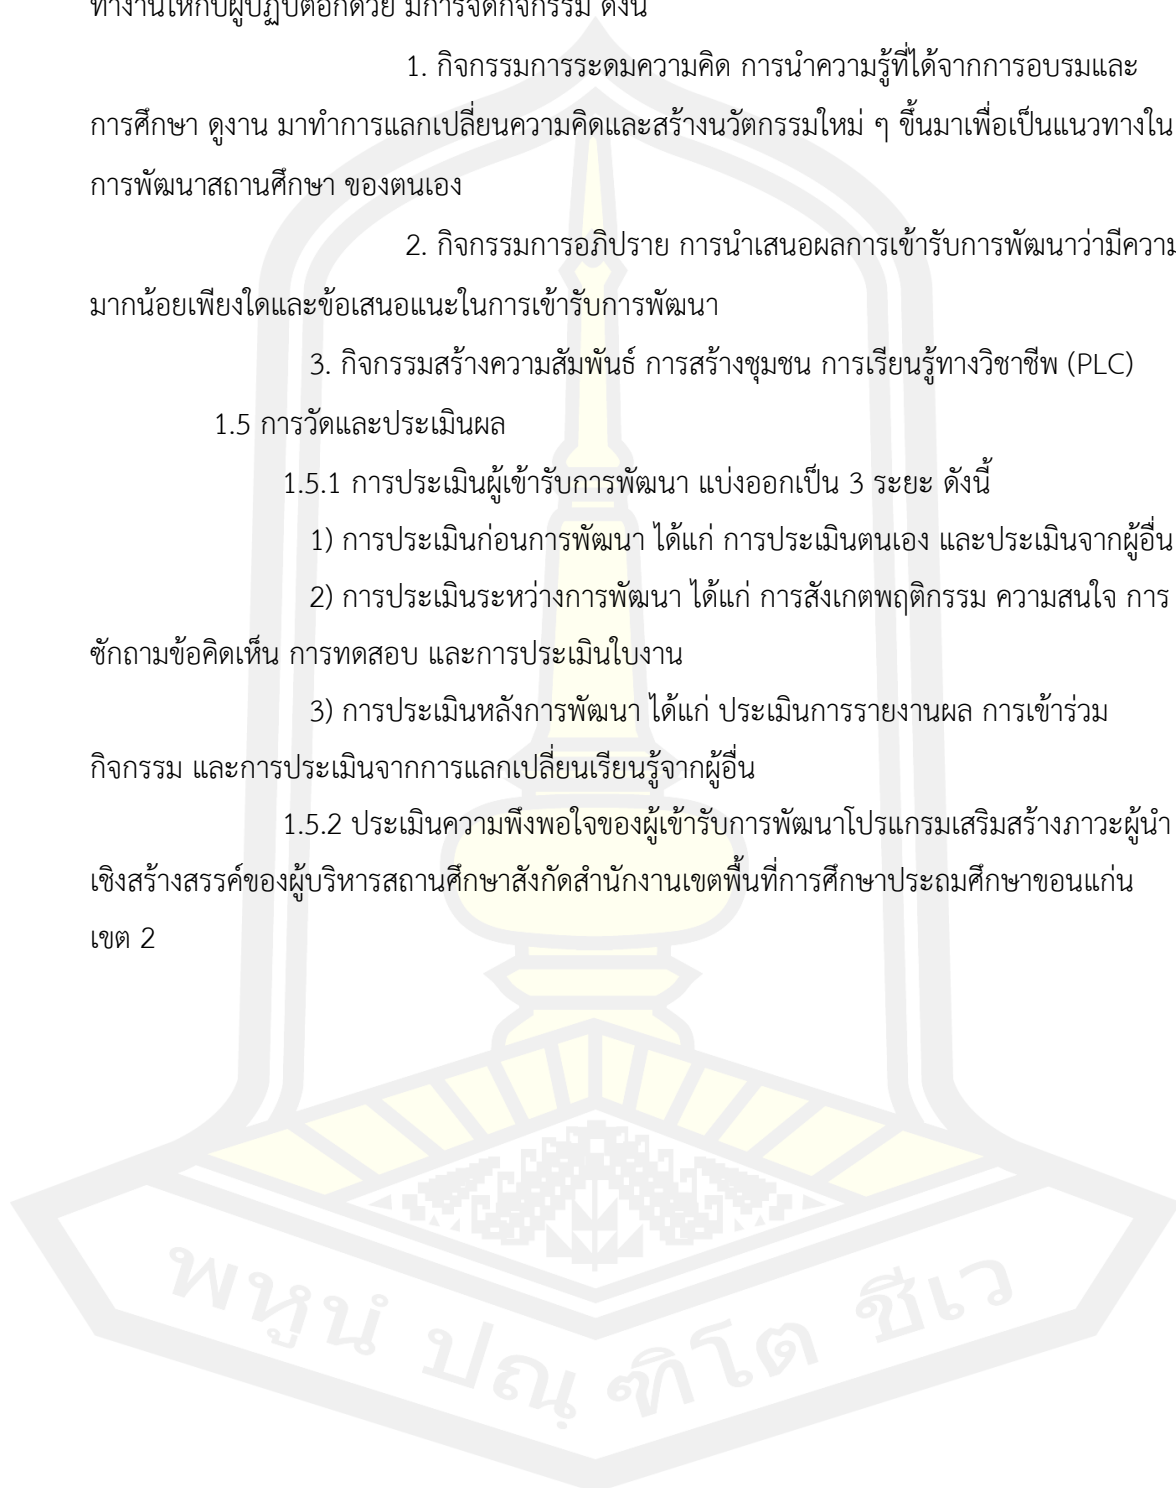 ทำงานให้กับผู้ปฏิบัติอีกด้วย มีการจัดกิจกรรม ดังนี้
1. กิจกรรมการระดมความคิด การนำความรู้ที่ได้จากการอบรมและ
การศึกษา ดูงาน มาทำการแลกเปลี่ยนความคิดและสร้างนวัตกรรมใหม่ ๆ ขึ้นมาเพื่อเป็นแนวทางใน
การพัฒนาสถานศึกษา ของตนเอง
2. กิจกรรมการอภิปราย การนำเสนอผลการเข้ารับการพัฒนาว่ามีความ
มากน้อยเพียงใดและข้อเสนอแนะในการเข้ารับการพัฒนา
3. กิจกรรมสร้างความสัมพันธ์ การสร้างชุมชน การเรียนรู้ทางวิชาชีพ (PLC)
1.5 การวัดและประเมินผล
1.5.1 การประเมินผู้เข้ารับการพัฒนา แบ่งออกเป็น 3 ระยะ ดังนี้
1) การประเมินก่อนการพัฒนา ได้แก่ การประเมินตนเอง และประเมินจากผู้อื่น
2) การประเมินระหว่างการพัฒนา ได้แก่ การสังเกตพฤติกรรม ความสนใจ การ
ซักถามข้อคิดเห็น การทดสอบ และการประเมินใบงาน
3) การประเมินหลังการพัฒนา ได้แก่ ประเมินการรายงานผล การเข้าร่วม
กิจกรรม และการประเมินจากการแลกเปลี่ยนเรียนรู้จากผู้อื่น
1.5.2 ประเมินความพึงพอใจของผู้เข้ารับการพัฒนาโปรแกรมเสริมสร้างภาวะผู้นำ
เชิงสร้างสรรค์ของผู้บริหารสถานศึกษาสังกัดสำนักงานเขตพื้นที่การศึกษาประถมศึกษาขอนแก่น
เขต 2
พหูนํ ปณฺฑิโต ชีเว